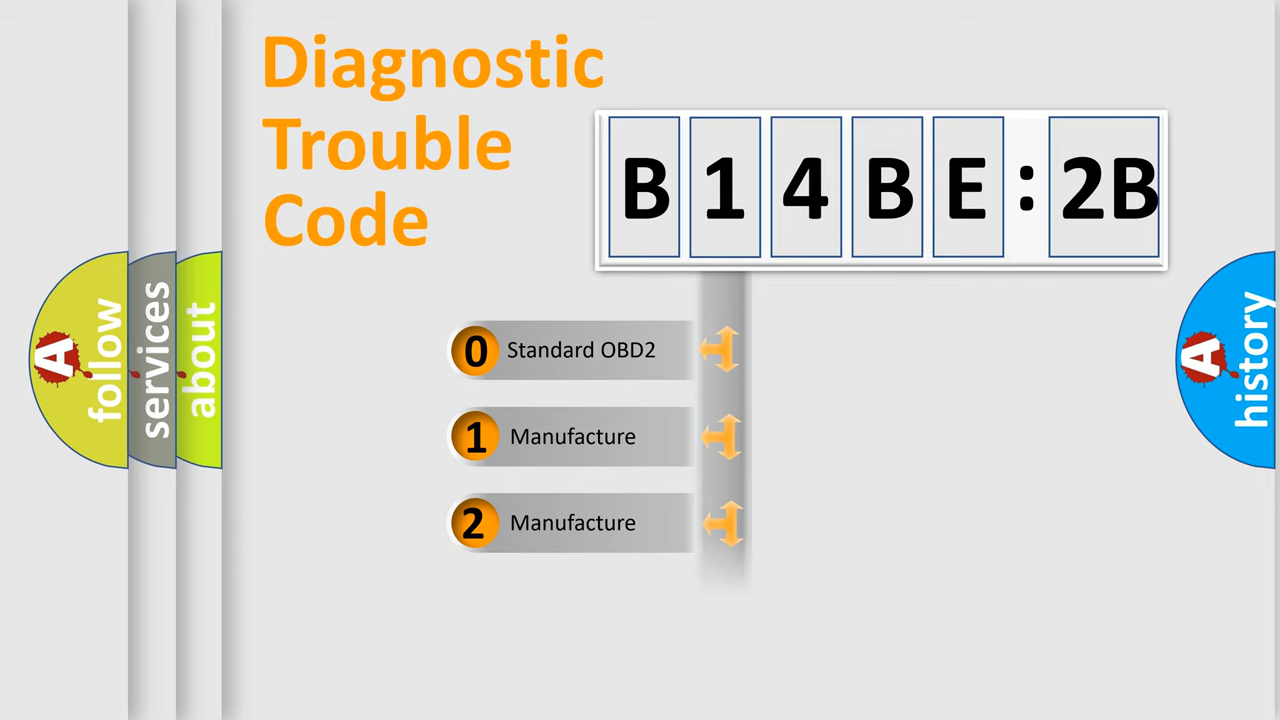 Diagnostic
Trouble
Code
B 1 4 B E : 2B
0 Standard OBD2
1 Manufacture
2 Manufacture
A follow
services
about
A history